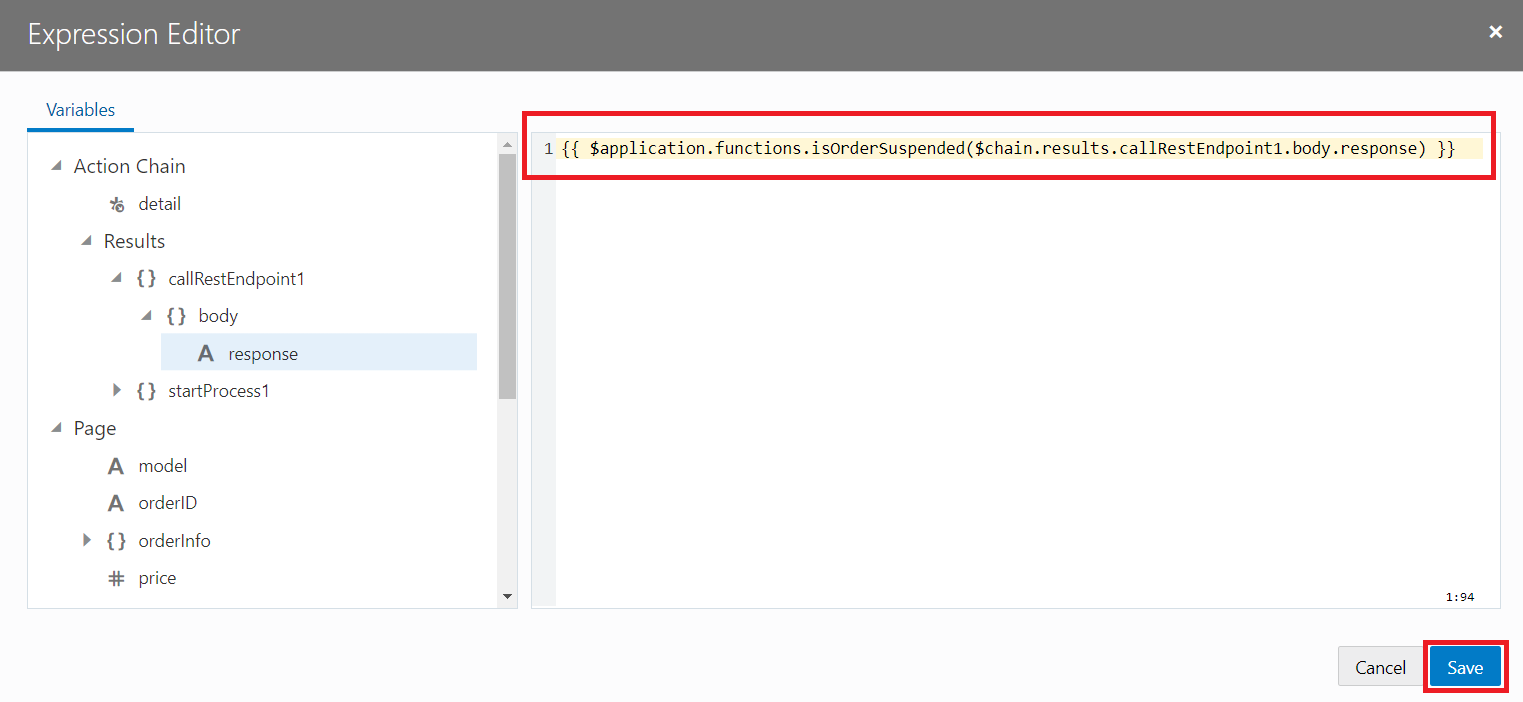 Expression Editor
×
Variables
Action Chain
detail
Results
{} callRestEndpoint1
{} body
A response
{} startProcess1
Page
A model
A orderID
{} orderInfo
# price
1 {{ $application.functions.isOrderSuspended($chain.results.callRestEndpoint1.body.response) }}
1:94
Cancel
Save